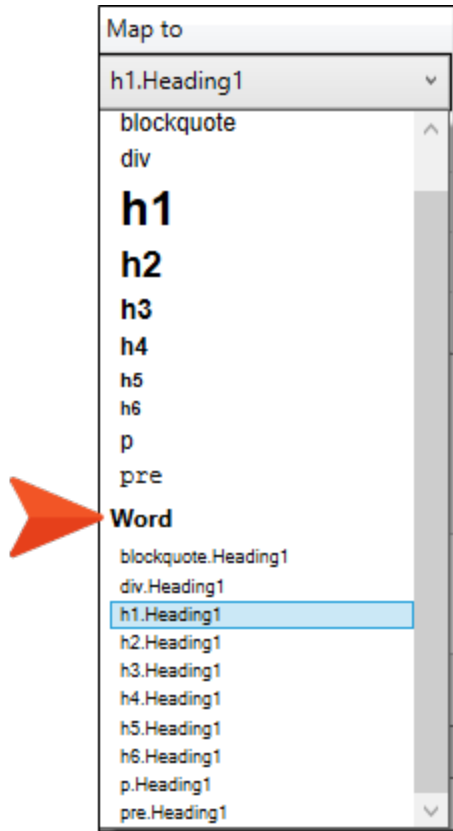 Map to
h1.Heading1
blockquote
div
h1
h2
h3
h4
h5
h6
p
pre
Word
blockquote.Heading1
div.Heading1
h1.Heading1
h2.Heading1
h3.Heading1
h4.Heading1
h5.Heading1
h6.Heading1
p.Heading1
pre.Heading1